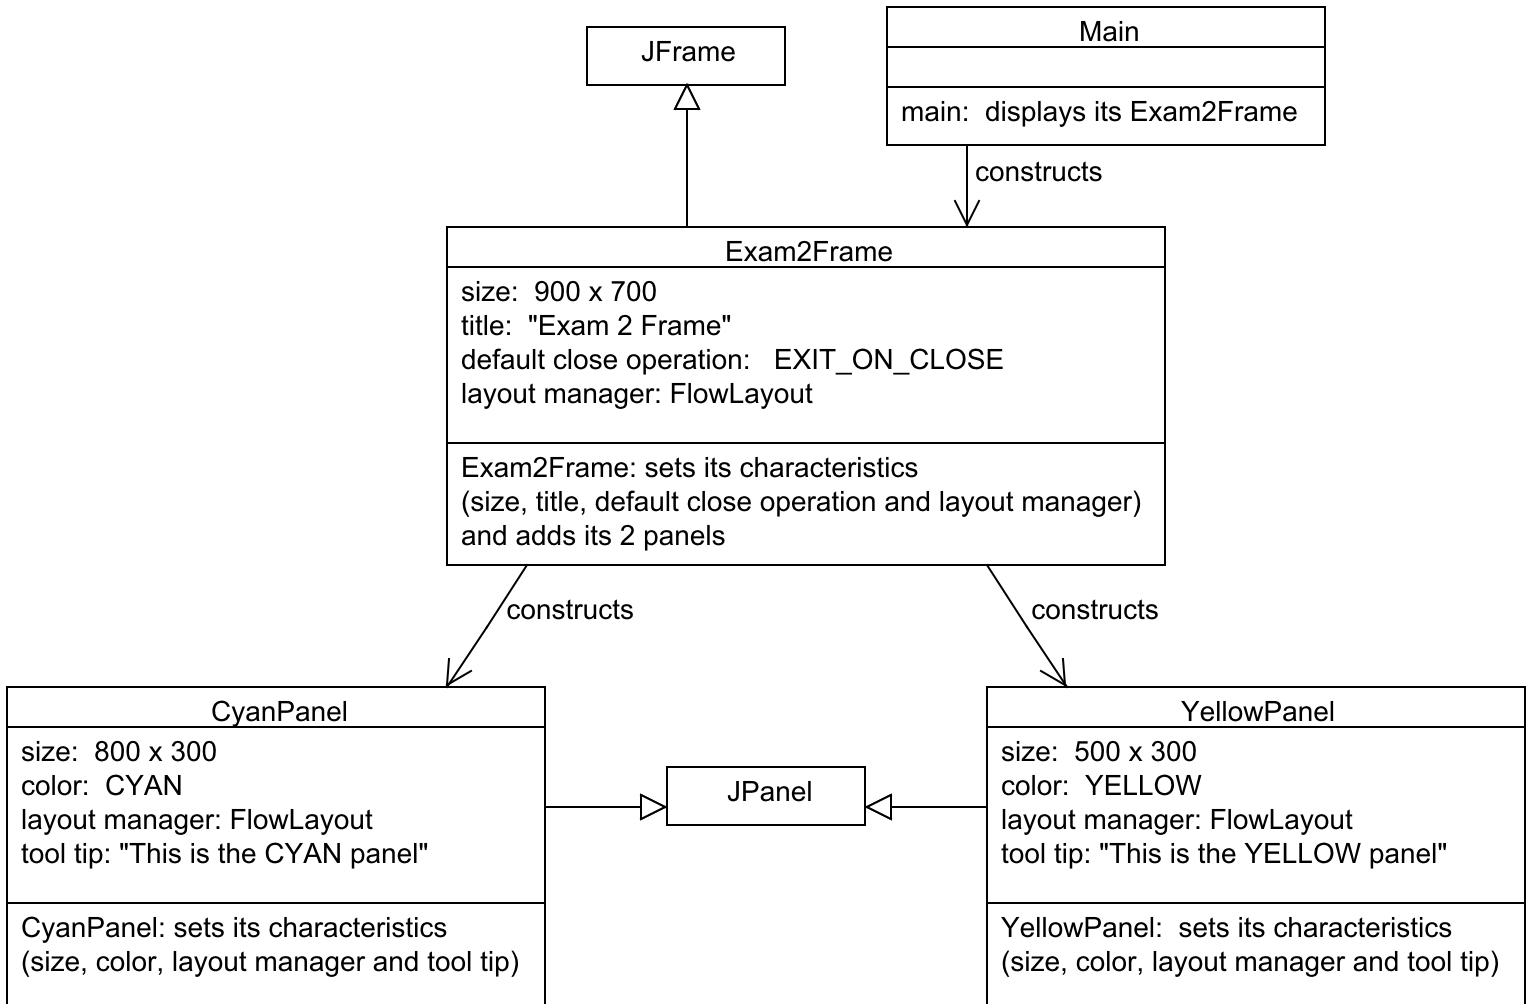 JFrame
Main
main:  displays its Exam2Frame
constructs
Exam2Frame
size:  900 x 700
title:  "Exam 2 Frame"
default close operation:   EXIT_ON_CLOSE
layout manager: FlowLayout
Exam2Frame: sets its characteristics
(size, title, default close operation and layout manager)
and adds its 2 panels
constructs
constructs
CyanPanel
size:  800 x 300
color:  CYAN
layout manager: FlowLayout
tool tip: "This is the CYAN panel"
CyanPanel: sets its characteristics
(size, color, layout manager and tool tip)
JPanel
YellowPanel
size:  500 x 300
color:  YELLOW
layout manager: FlowLayout
tool tip: "This is the YELLOW panel"
YellowPanel:  sets its characteristics
(size, color, layout manager and tool tip)